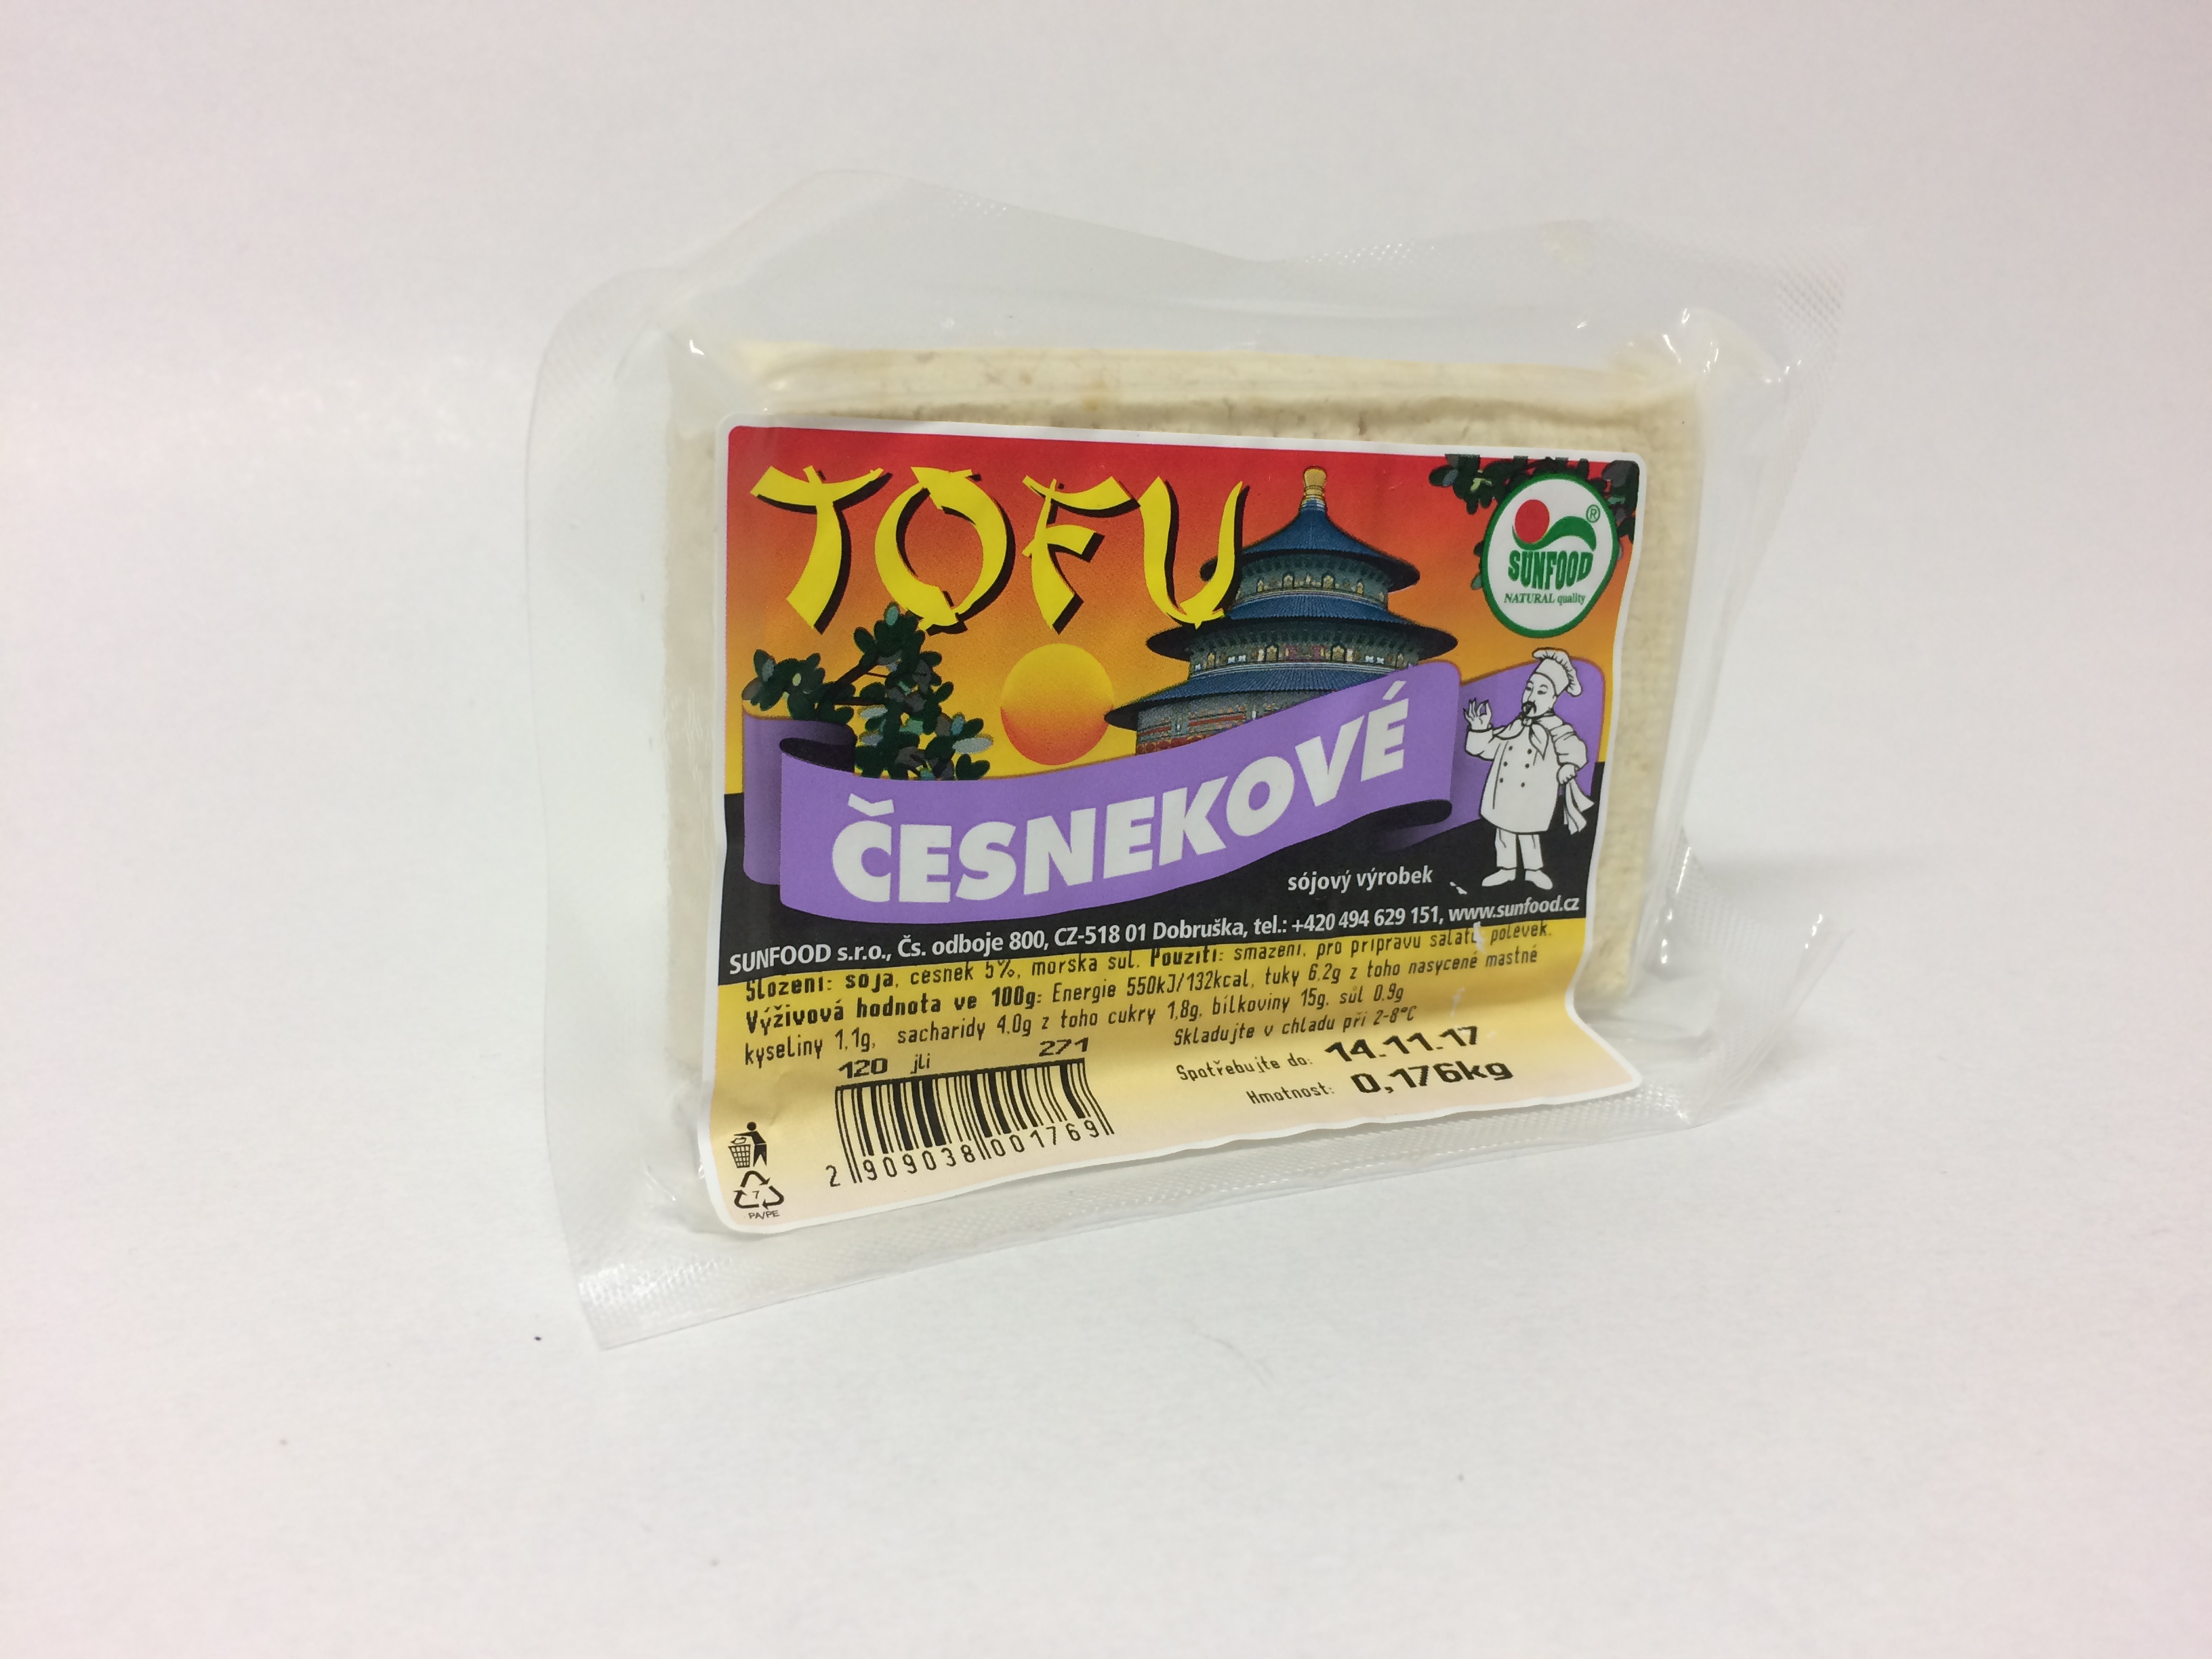 TOFU
®
SUNFOOD
NATURAL quality
ČESNEKOVÉ
sójový výrobek
SUNFOOD s.r.o., Čs. odboje 800, CZ-518 01 Dobruška, tel.: +420 494 629 151, www.sunfood.cz
Složení: sója, česnek 5%, mořská sůl. Použití: smažení, pro přípravu salátů, polévek.
Výživová hodnota ve 100g: Energie 550kJ/132kcal, tuky 6,2g z toho nasycené mastné
kyseliny 1,1g, sacharidy 4,0g z toho cukry 1,8g, bílkoviny 15g, sůl 0,9g
Skladujte v chladu při 2-8°C
120 jli 271
Spotřebujte do: 14.11.17
Hmotnost: 0,176kg
2 909038 001769
7
PA/PE